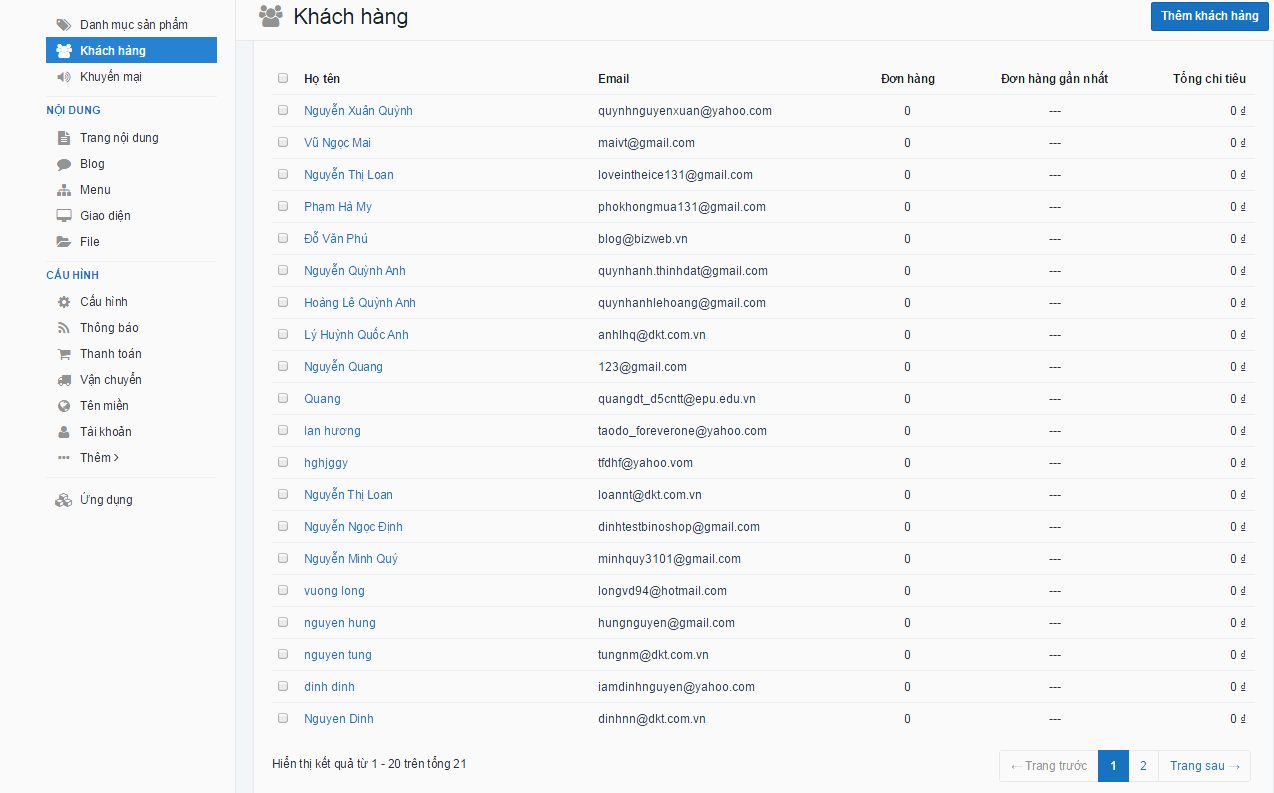 Danh mục sản phẩm
Khách hàng
Khuyến mại
NỘI DUNG
Trang nội dung
Blog
Menu
Giao diện
File
CẤU HÌNH
Cấu hình
Thông báo
Thanh toán
Vận chuyển
Tên miền
Tài khoản
Thêm >
Ứng dụng
Khách hàng
Thêm khách hàng
Họ tên Email Đơn hàng Đơn hàng gần nhất Tổng chi tiêu
Nguyễn Xuân Quỳnh quynhnguyenxuan@yahoo.com 0 --- 0 ₫
Vũ Ngọc Mai maivt@gmail.com 0 --- 0 ₫
Nguyễn Thị Loan loveintheice131@gmail.com 0 --- 0 ₫
Phạm Hà My phokhongmua131@gmail.com 0 --- 0 ₫
Đỗ Văn Phú blog@bizweb.vn 0 --- 0 ₫
Nguyễn Quỳnh Anh quynhanh.thinhdat@gmail.com 0 --- 0 ₫
Hoàng Lê Quỳnh Anh quynhanhlehoang@gmail.com 0 --- 0 ₫
Lý Huỳnh Quốc Anh anhlhq@dkt.com.vn 0 --- 0 ₫
Nguyễn Quang 123@gmail.com 0 --- 0 ₫
Quang quangdt_d5cntt@epu.edu.vn 0 --- 0 ₫
lan hương taodo_foreverone@yahoo.com 0 --- 0 ₫
hghjggy tfdhf@yahoo.vom 0 --- 0 ₫
Nguyễn Thị Loan loannt@dkt.com.vn 0 --- 0 ₫
Nguyễn Ngọc Định dinhtestbinoshop@gmail.com 0 --- 0 ₫
Nguyễn Minh Quý minhquy3101@gmail.com 0 --- 0 ₫
vuong long longvd94@hotmail.com 0 --- 0 ₫
nguyen hung hungnguyen@gmail.com 0 --- 0 ₫
nguyen tung tungnm@dkt.com.vn 0 --- 0 ₫
dinh dinh iamdinhnguyen@yahoo.com 0 --- 0 ₫
Nguyen Dinh dinhnn@dkt.com.vn 0 --- 0 ₫
Hiển thị kết quả từ 1 - 20 trên tổng 21
← Trang trước 1 2 Trang sau →